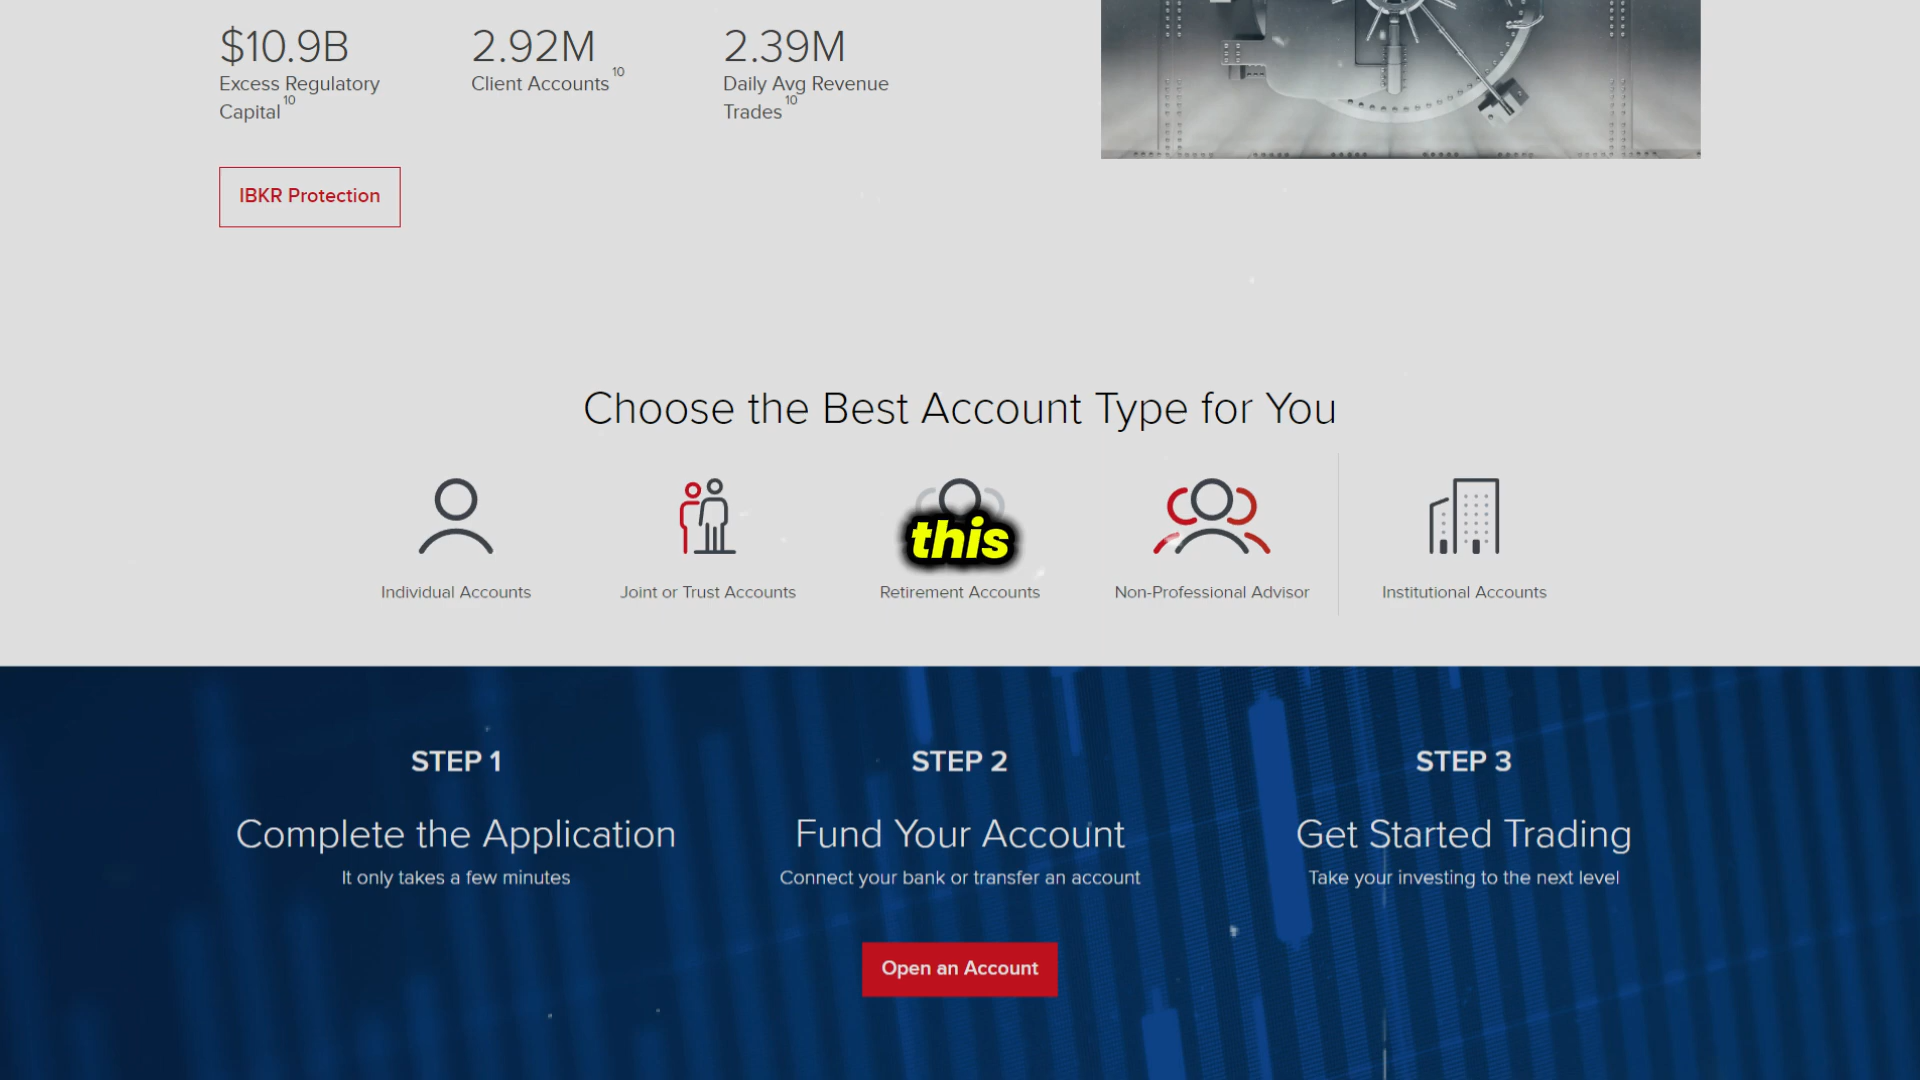 $10.9B
Excess Regulatory
Capital 10
2.92M
Client Accounts 10
2.39M
Daily Avg Revenue
Trades 10
IBKR Protection
Choose the Best Account Type for You
this
Individual Accounts
Joint or Trust Accounts
Retirement Accounts
Non-Professional Advisor
Institutional Accounts
STEP 1
Complete the Application
It only takes a few minutes
STEP 2
Fund Your Account
Connect your bank or transfer an account
STEP 3
Get Started Trading
Take your investing to the next level
Open an Account